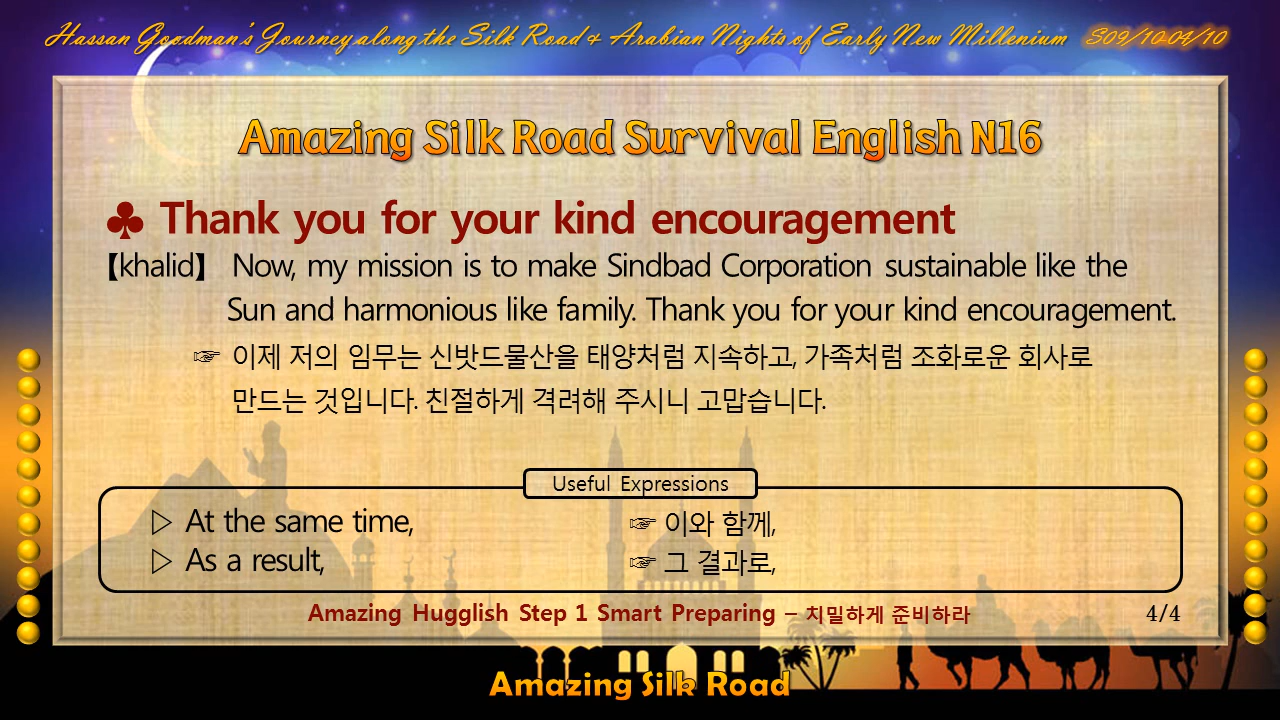 Hassan Goodman's Journey along the Silk Road & Arabian Nights of Early New Millenium S09/10-04/10
Amazing Silk Road Survival English N16
♣ Thank you for your kind encouragement
【khalid】 Now, my mission is to make Sindbad Corporation sustainable like the
Sun and harmonious like family. Thank you for your kind encouragement.
☞ 이제 저의 임무는 신밧드물산을 태양처럼 지속하고, 가족처럼 조화로운 회사로
만드는 것입니다. 친절하게 격려해 주시니 고맙습니다.
Useful Expressions
▷ At the same time, ☞ 이와 함께,
▷ As a result, ☞ 그 결과로,
Amazing Hugglish Step 1 Smart Preparing – 치밀하게 준비하라 4/4
Amazing Silk Road